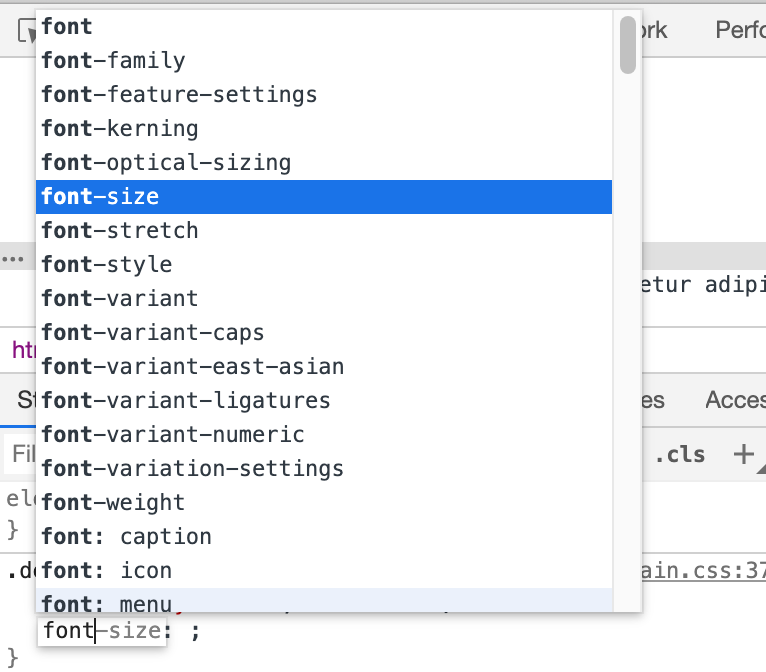 font
font-family
font-feature-settings
font-kerning
font-optical-sizing
font-size
font-stretch
font-style
font-variant
font-variant-caps
font-variant-east-asian
font-variant-ligatures
font-variant-numeric
font-variation-settings
font-weight
font: caption
font: icon
font: menu
font-size: ;
}
rk
Perfo
...
etur adipi
ht
St
es
Acces
Fil
.cls
+
ele
}
.de
ain.css:37